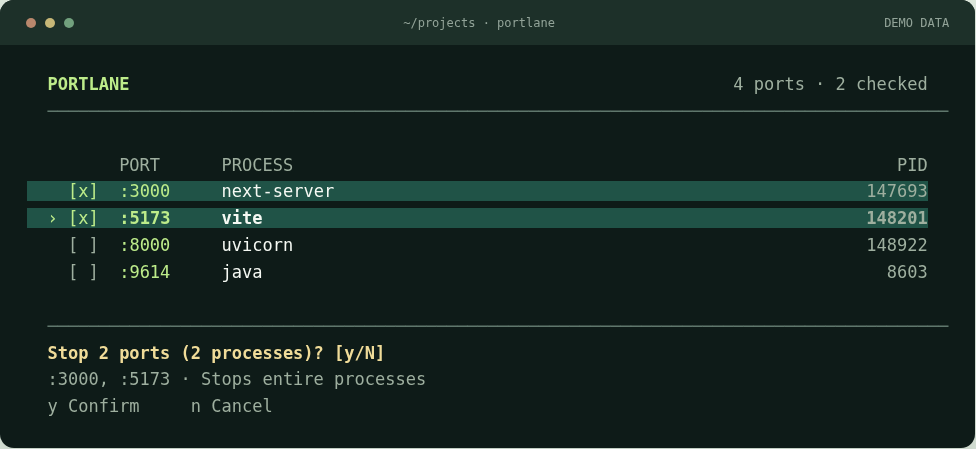 ~/projects · portlane DEMO DATA
PORTLANE 4 ports · 2 checked
PORT PROCESS PID
[x] :3000 next-server 147693
› [x] :5173 vite 148201
[ ] :8000 uvicorn 148922
[ ] :9614 java 8603
Stop 2 ports (2 processes)? [y/N]
:3000, :5173 · Stops entire processes
y Confirm n Cancel